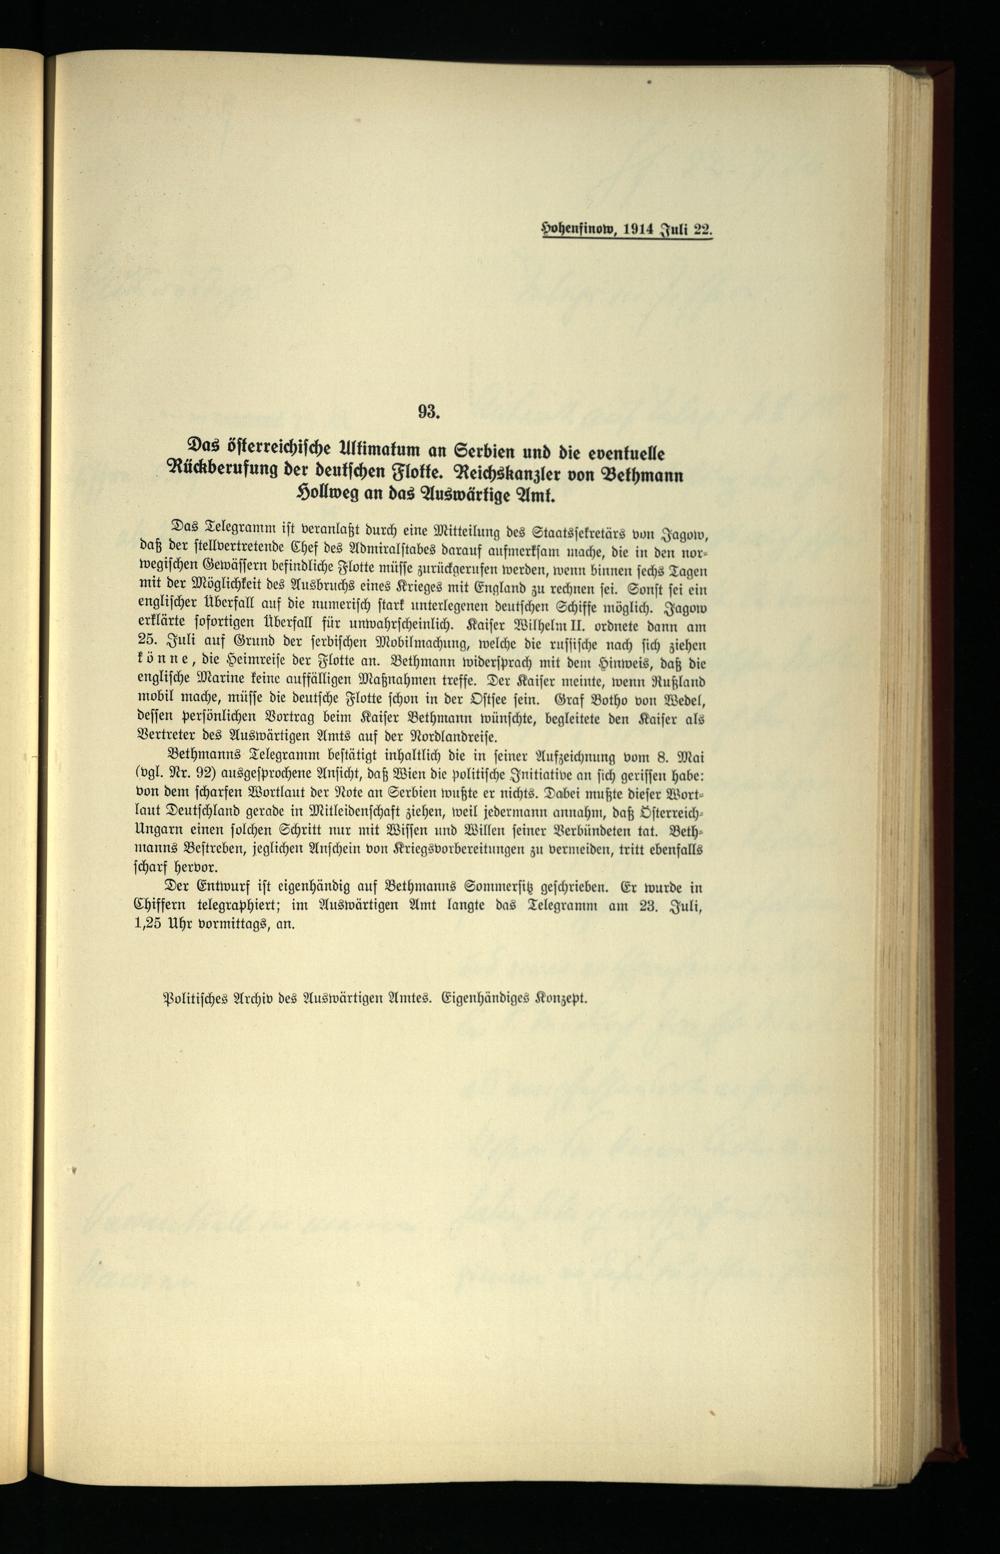 Hohenfinow, 1914 Juli 22.
93.
Das österreichische Ultimatum an Serbien und die eventuelle
Rückberufung der deutschen Flotte. Reichskanzler von Bethmann
Hollweg an das Auswärtige Amt.
Das Telegramm ist veranlaßt durch eine Mitteilung des Staatssekretärs von Jagow,
daß der stellvertretende Chef des Admiralstabes darauf aufmerksam mache, die in den nor-
wegischen Gewässern befindliche Flotte müsse zurückgerufen werden, wenn binnen sechs Tagen
mit der Möglichkeit des Ausbruchs eines Krieges mit England zu rechnen sei. Sonst sei ein
englischer Überfall auf die numerisch stark unterlegenen deutschen Schiffe möglich. Jagow
erklärte sofortigen Überfall für unwahrscheinlich. Kaiser Wilhelm II. ordnete dann am
25. Juli auf Grund der serbischen Mobilmachung, welche die russische nach sich ziehen
könne, die Heimreise der Flotte an. Bethmann widersprach mit dem Hinweis, daß die
englische Marine keine auffälligen Maßnahmen treffe. Der Kaiser meinte, wenn Rußland
mobil mache, müsse die deutsche Flotte schon in der Ostsee sein. Graf Botho von Wedel,
dessen persönlichen Vortrag beim Kaiser Bethmann wünschte, begleitete den Kaiser als
Vertreter des Auswärtigen Amts auf der Nordlandreise.
Bethmanns Telegramm bestätigt inhaltlich die in seiner Aufzeichnung vom 8. Mai
(vgl. Nr. 92) ausgesprochene Ansicht, daß Wien die politische Initiative an sich gerissen habe:
von dem scharfen Wortlaut der Note an Serbien wußte er nichts. Dabei mußte dieser Wort-
laut Deutschland gerade in Mitleidenschaft ziehen, weil jedermann annahm, daß Österreich-
Ungarn einen solchen Schritt nur mit Wissen und Willen seiner Verbündeten tat. Beth-
manns Bestreben, jeglichen Anschein von Kriegsvorbereitungen zu vermeiden, tritt ebenfalls
scharf hervor.
Der Entwurf ist eigenhändig auf Bethmanns Sommersitz geschrieben. Er wurde in
Chiffern telegraphiert; im Auswärtigen Amt langte das Telegramm am 23. Juli,
1,25 Uhr vormittags, an.
Politisches Archiv des Auswärtigen Amtes. Eigenhändiges Konzept.